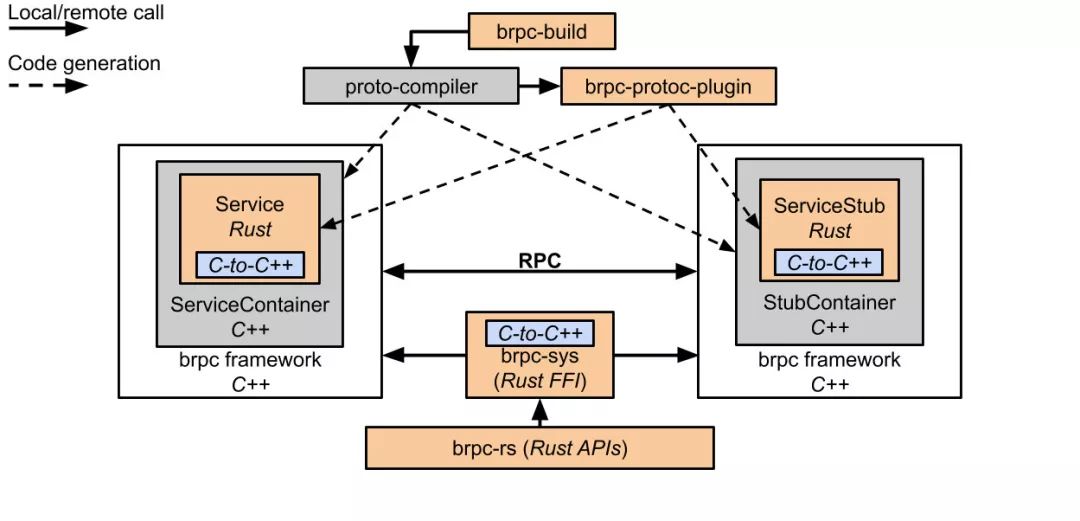 Local/remote call
Code generation
brpc-build
proto-compiler
brpc-protoc-plugin
Service
Rust
C-to-C++
ServiceContainer
C++
brpc framework
C++
RPC
ServiceStub
Rust
C-to-C++
StubContainer
C++
brpc framework
C++
C-to-C++
brpc-sys
(Rust FFI)
brpc-rs (Rust APIs)